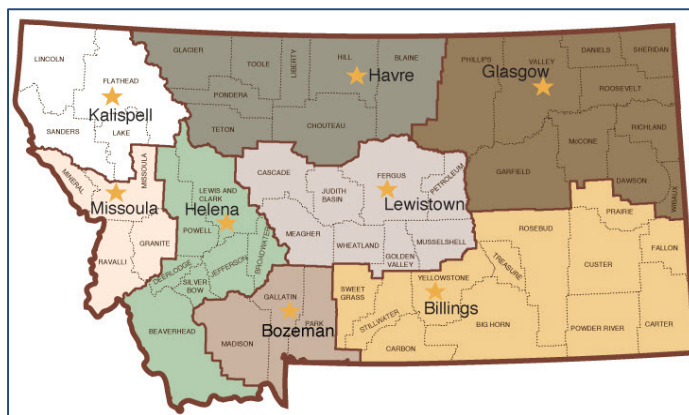 LINCOLN
FLATHEAD
Kalispell
SANDERS
LAKE
GLACIER
TOOLE
LIBERTY
HILL
BLAINE
Havre
PONDERA
TETON
CHOUTEAU
PHILLIPS
VALLEY
DANIELS
SHERIDAN
Glasgow
ROOSEVELT
RICHLAND
McCONE
GARFIELD
DAWSON
WIBAUX
MINERAL
MISSOULA
Missoula
RAVALLI
GRANITE
LEWIS AND
CLARK
Helena
POWELL
BROADWATER
JEFFERSON
DEERLODGE
SILVER
BOW
BEAVERHEAD
CASCADE
JUDITH
BASIN
FERGUS
PETROLEUM
Lewistown
MEAGHER
WHEATLAND
GOLDEN
VALLEY
MUSSELSHELL
GALLATIN
PARK
Bozeman
MADISON
SWEET
GRASS
STILLWATER
YELLOWSTONE
Billings
CARBON
BIG HORN
TREASURE
ROSEBUD
CUSTER
PRAIRIE
FALLON
POWDER RIVER
CARTER